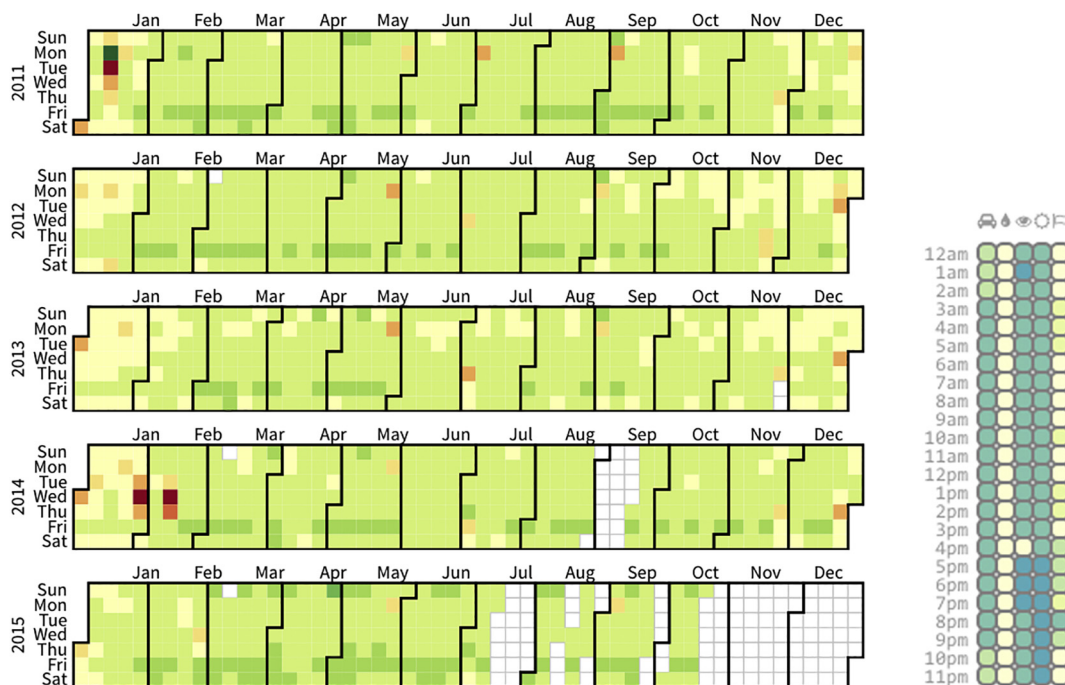 Jan Feb Mar Apr May Jun Jul Aug Sep Oct Nov Dec
2011
Sun
Mon
Tue
Wed
Thu
Fri
Sat
Jan Feb Mar Apr May Jun Jul Aug Sep Oct Nov Dec
2012
Sun
Mon
Tue
Wed
Thu
Fri
Sat
Jan Feb Mar Apr May Jun Jul Aug Sep Oct Nov Dec
2013
Sun
Mon
Tue
Wed
Thu
Fri
Sat
Jan Feb Mar Apr May Jun Jul Aug Sep Oct Nov Dec
2014
Sun
Mon
Tue
Wed
Thu
Fri
Sat
Jan Feb Mar Apr May Jun Jul Aug Sep Oct Nov Dec
2015
Sun
Mon
Tue
Wed
Thu
Fri
Sat
12am
1am
2am
3am
4am
5am
6am
7am
8am
9am
10am
11am
12pm
1pm
2pm
3pm
4pm
5pm
6pm
7pm
8pm
9pm
10pm
11pm